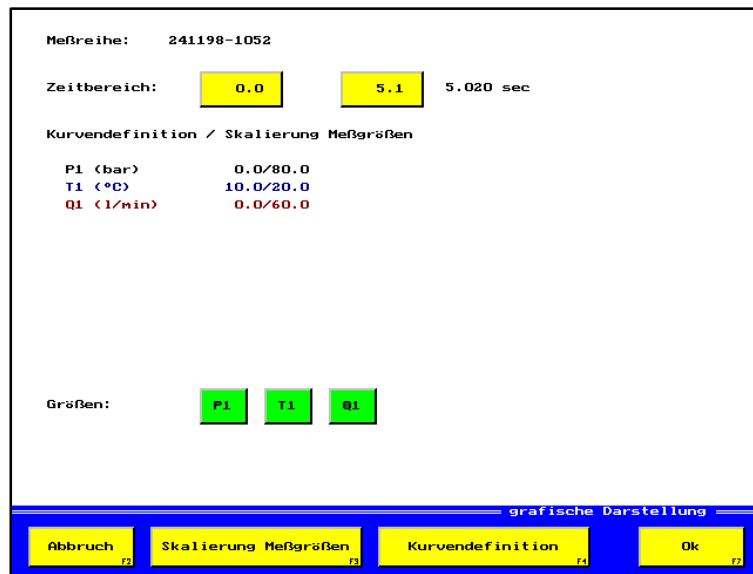 Meßreihe: 241198-1052
Zeitbereich: 0.0 5.1 5.020 sec
Kurvendefinition / Skalierung Meßgrößen
P1 (bar) 0.0/80.0
T1 (°C) 10.0/20.0
Q1 (l/min) 0.0/60.0
Größen: P1 T1 Q1
grafische Darstellung
Abbruch F2 Skalierung Meßgrößen F3 Kurvendefinition F4 Ok F7